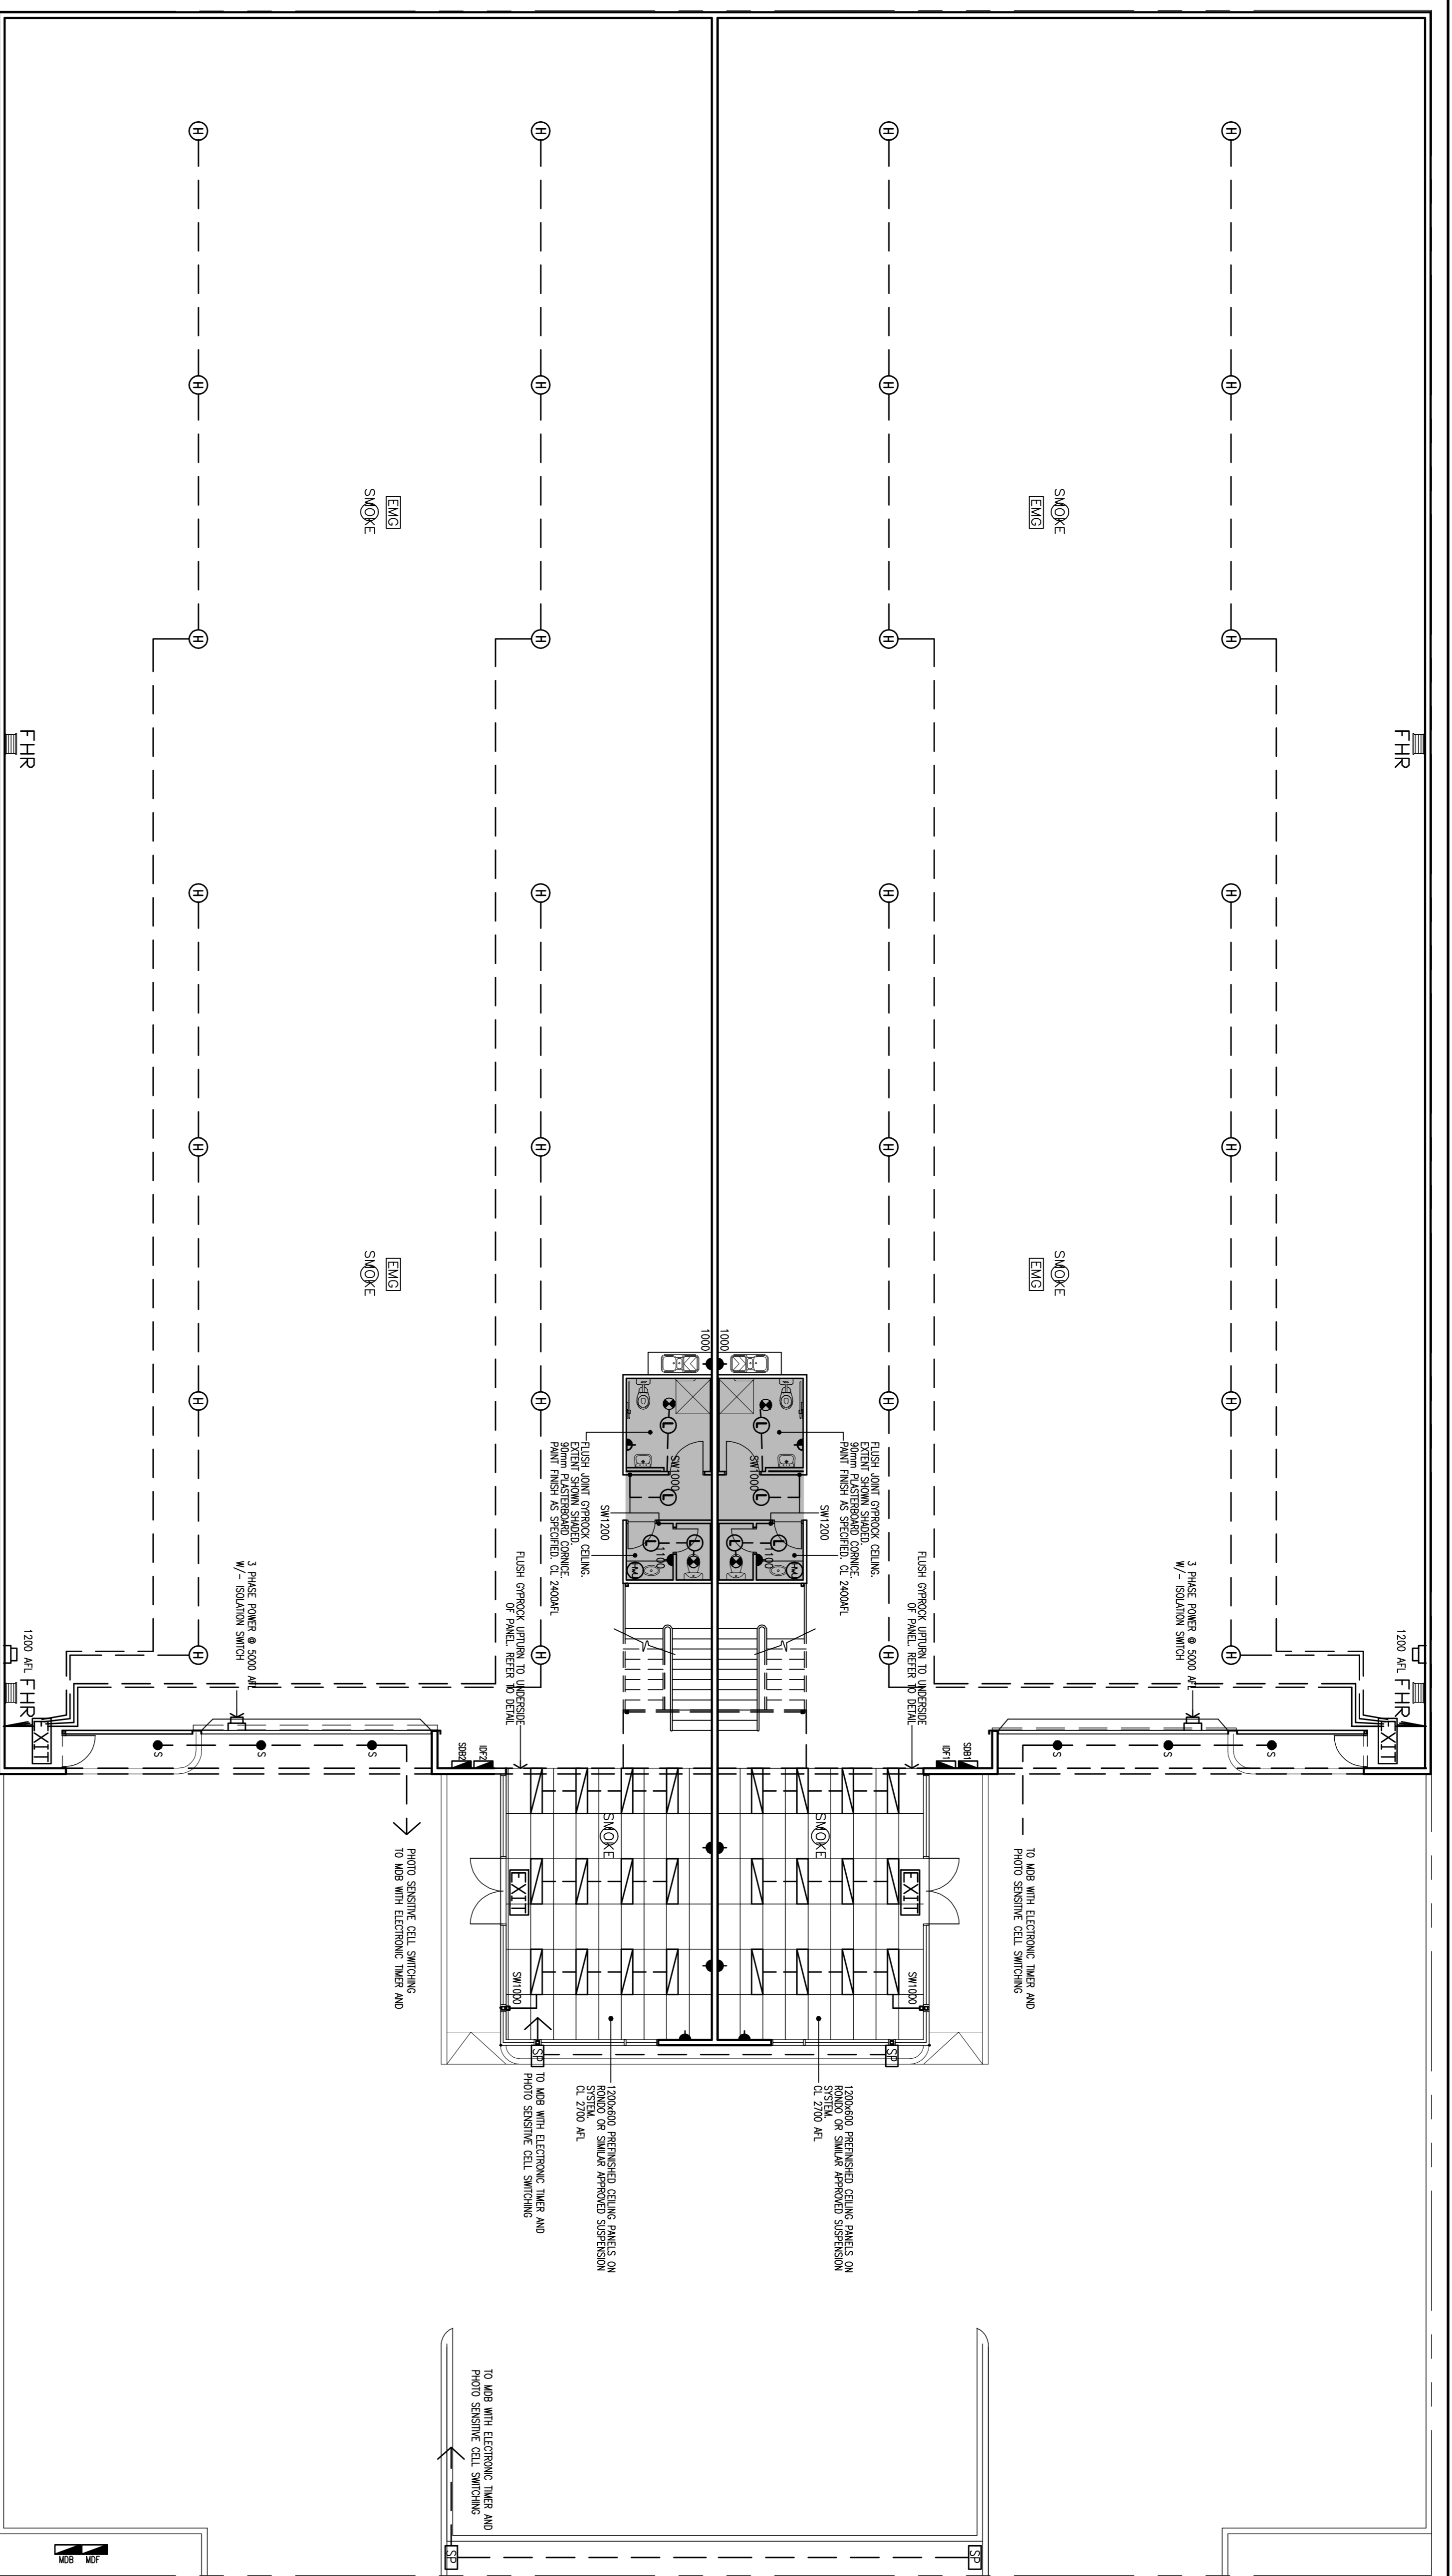 H
H
H
H
H
H
H
H
SMOKE
EMG
EMG
SMOKE
H
H
H
H
FHR
FHR
H
H
H
H
H
H
H
H
SMOKE
EMG
EMG
SMOKE
1000
1000
H
H
H
H
L
L
FLUSH JOINT GYPROCK CEILING.
EXTENT SHOWN SHADED.
90mm PLASTERBOARD CORNICE.
PAINT FINISH AS SPECIFIED. CL 2400AFL
FLUSH JOINT GYPROCK CEILING.
EXTENT SHOWN SHADED.
90mm PLASTERBOARD CORNICE.
PAINT FINISH AS SPECIFIED. CL 2400AFL
SW1000
SW1000
L
L
SW1200
SW1200
L
L
L
L
1100
1100
FLUSH GYPROCK UPTURN TO UNDERSIDE
OF PANEL. REFER TO DETAIL
FLUSH GYPROCK UPTURN TO UNDERSIDE
OF PANEL. REFER TO DETAIL
3 PHASE POWER @ 5000 AFL
W/- ISOLATION SWITCH
3 PHASE POWER @ 5000 AFL
W/- ISOLATION SWITCH
H
H
H
H
1200 AFL
FHR
1200 AFL
FHR
EXIT
EXIT
S
S
S
S
S
S
SDB1
IDF1
IDF2
SDB2
SMOKE
SMOKE
TO MDB WITH ELECTRONIC TIMER AND
PHOTO SENSITIVE CELL SWITCHING
PHOTO SENSITIVE CELL SWITCHING
TO MDB WITH ELECTRONIC TIMER AND
EXIT
EXIT
SW1000
SW1000
SP
SP
1200x600 PREFINISHED CEILING PANELS ON
RONDO OR SIMILAR APPROVED SUSPENSION
SYSTEM.
CL 2700 AFL
1200x600 PREFINISHED CEILING PANELS ON
RONDO OR SIMILAR APPROVED SUSPENSION
SYSTEM.
CL 2700 AFL
TO MDB WITH ELECTRONIC TIMER AND
PHOTO SENSITIVE CELL SWITCHING
TO MDB WITH ELECTRONIC TIMER AND
PHOTO SENSITIVE CELL SWITCHING
SP
SP
MDB
MDF